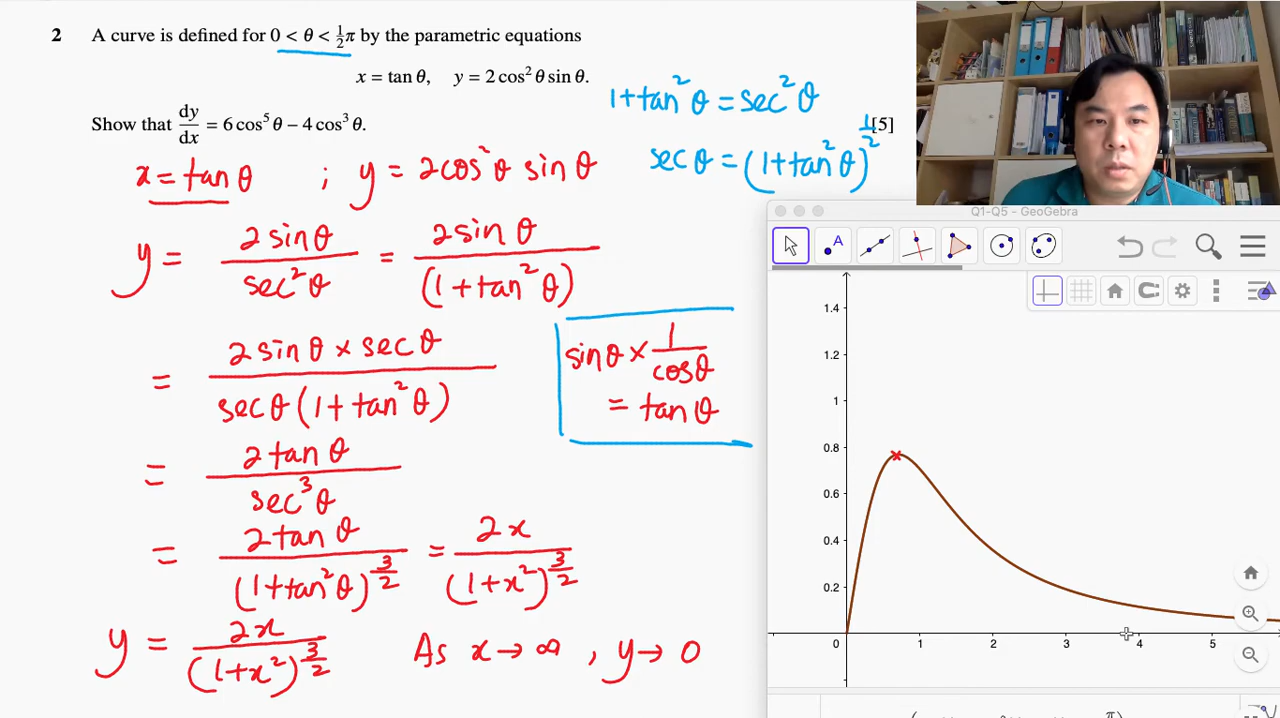 2 A curve is defined for 0 < θ < ½π by the parametric equations
x = tan θ, y = 2 cos² θ sin θ.
Show that dy/dx = 6 cos⁵ θ − 4 cos³ θ. [5]
1 + tan² θ = sec² θ
sec θ = (1 + tan² θ)^(1/2)
x = tan θ ; y = 2cos² θ sin θ
y = 2 sin θ / sec² θ = 2 sin θ / (1 + tan² θ)
= 2 sin θ × sec θ / sec θ (1 + tan² θ)
sin θ × 1/cos θ
= tan θ
= 2 tan θ / sec³ θ
= 2 tan θ / (1 + tan² θ)^(3/2) = 2x / (1 + x²)^(3/2)
y = 2x / (1 + x²)^(3/2) As x → ∞ , y → 0
Q1-Q5 - GeoGebra
A
1.4
1.2
1
0.8
0.6
0.4
0.2
0 1 2 3 4 5